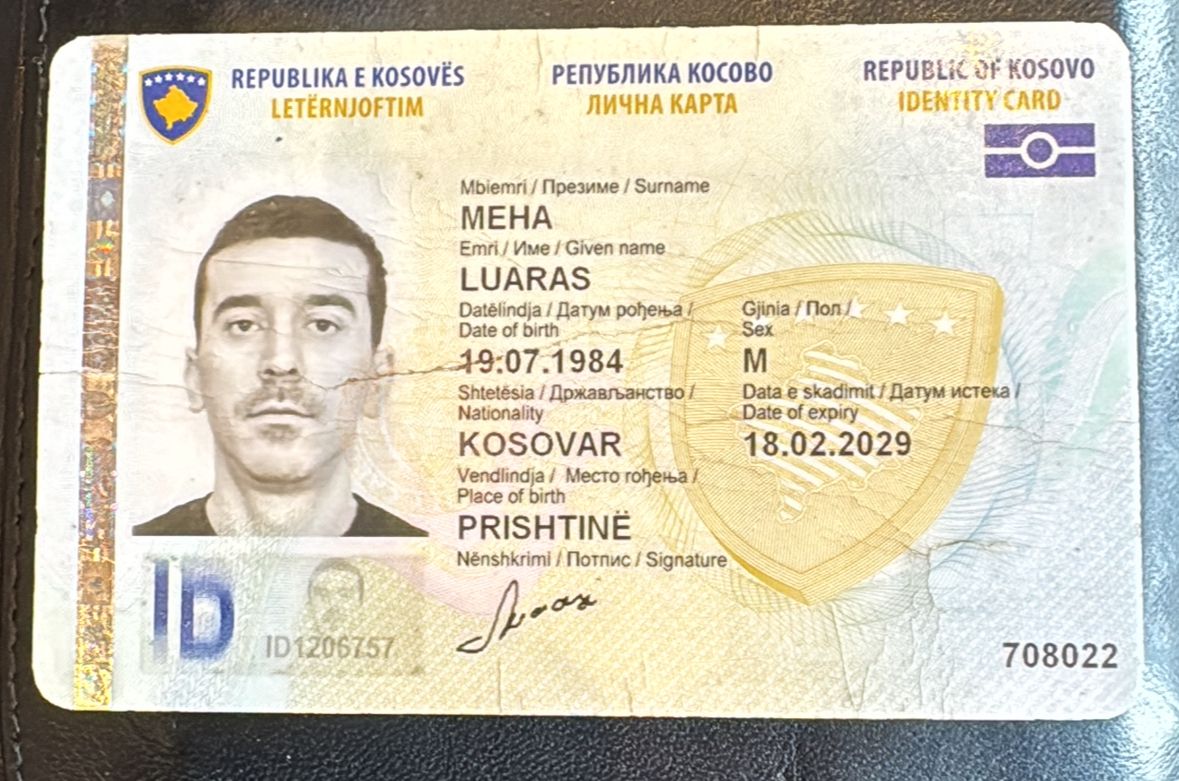 REPUBLIKA E KOSOVËS
LETËRNJOFTIM
РЕПУБЛИКА КОСОВО
ЛИЧНА КАРТА
REPUBLIC OF KOSOVO
IDENTITY CARD
Mbiemri / Презиме / Surname
MEHA
Emri / Име / Given name
LUARAS
Datëlindja / Датум рођења /
Date of birth
19.07.1984
Gjinia / Пол /
Sex
M
Shtetësia / Држављанство /
Nationality
KOSOVAR
Data e skadimit / Датум истека /
Date of expiry
18.02.2029
Vendlindja / Место rођења /
Place of birth
PRISHTINË
Nënshkrimi / Потпис / Signature
ID
ID1206757
708022